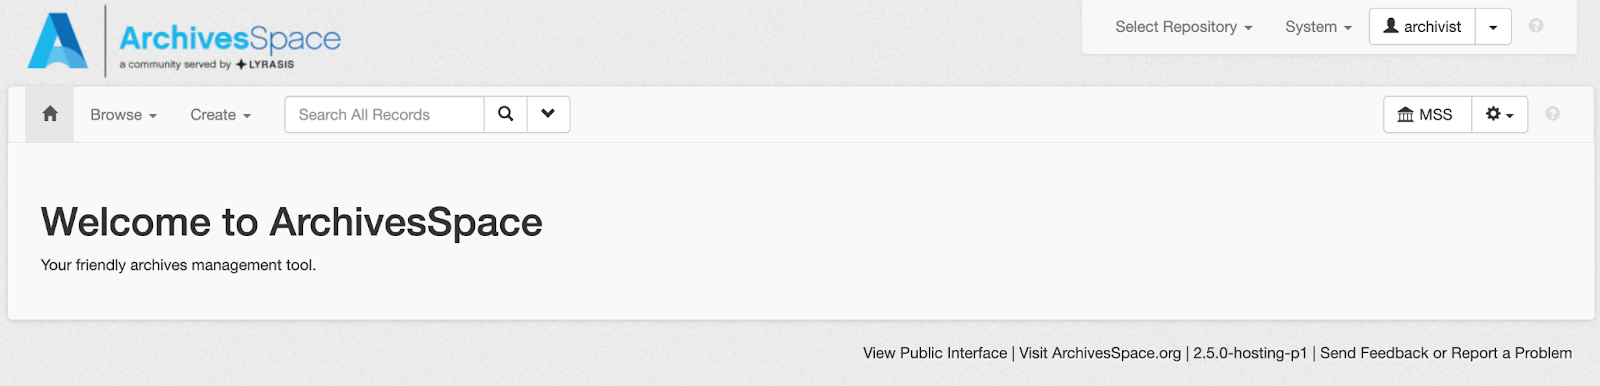 ArchivesSpace
a community served by LYRASIS
Select Repository System archivist
Browse Create Search All Records MSS
Welcome to ArchivesSpace
Your friendly archives management tool.
View Public Interface | Visit ArchivesSpace.org | 2.5.0-hosting-p1 | Send Feedback or Report a Problem